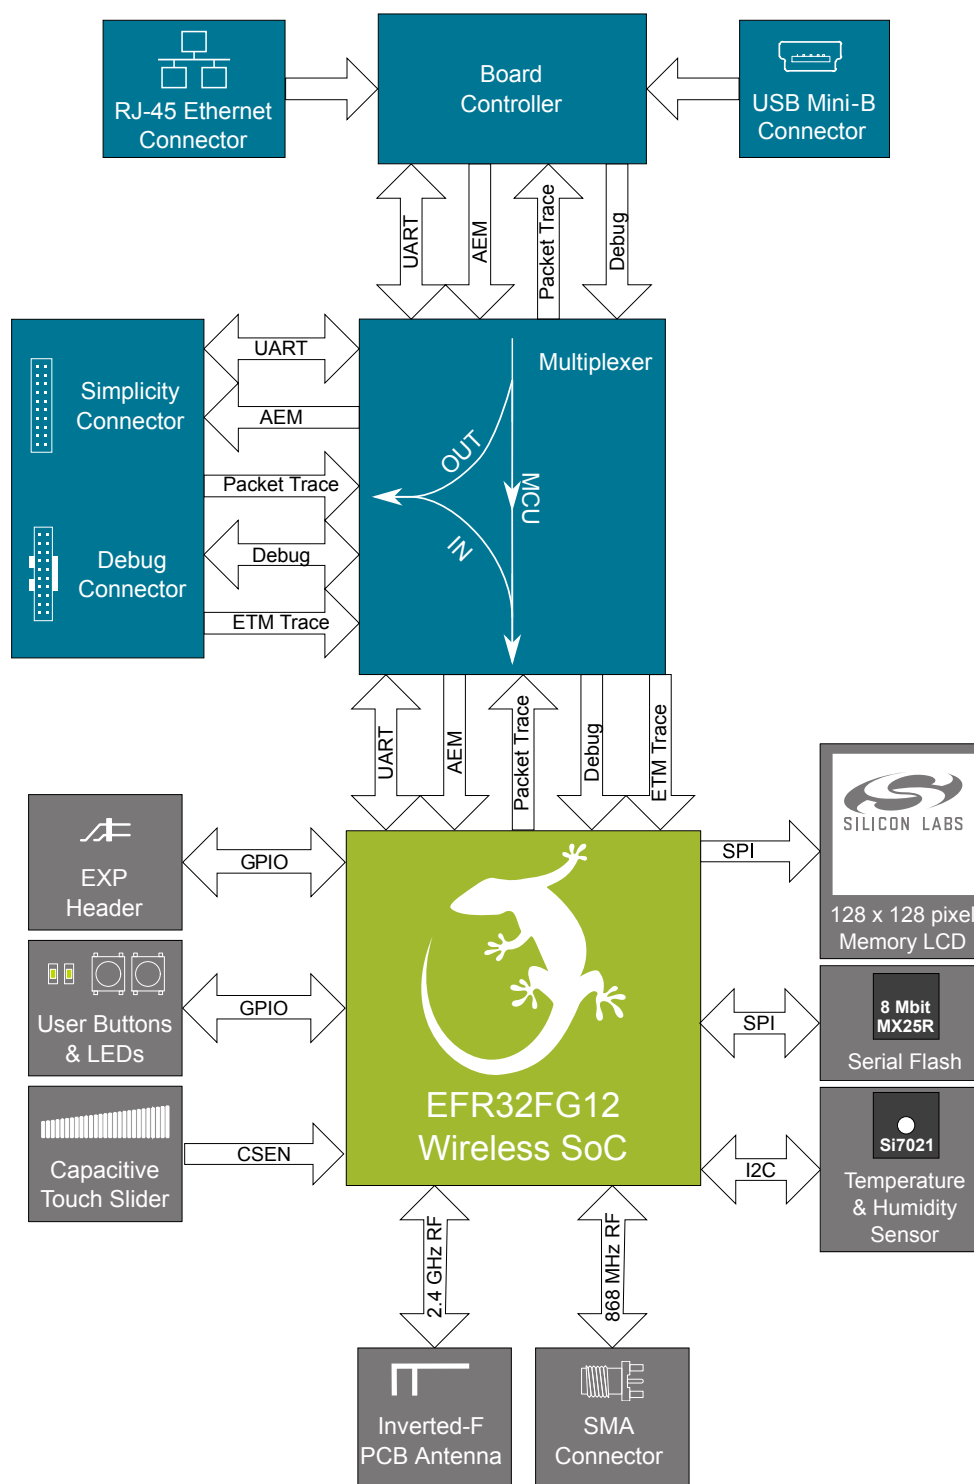 RJ-45 Ethernet
Connector
Board
Controller
USB Mini-B
Connector
UART
AEM
Packet Trace
Debug
Simplicity
Connector
Debug
Connector
UART
AEM
Packet Trace
Debug
ETM Trace
Multiplexer
OUT
MCU
IN
UART
AEM
Packet Trace
Debug
ETM Trace
EXP
Header
GPIO
User Buttons
& LEDs
GPIO
Capacitive
Touch Slider
CSEN
EFR32FG12
Wireless SoC
SPI
SILICON LABS
128 x 128 pixel
Memory LCD
SPI
8 Mbit
MX25R
Serial Flash
I2C
Si7021
Temperature
& Humidity
Sensor
2.4 GHz RF
868 MHz RF
Inverted-F
PCB Antenna
SMA
Connector